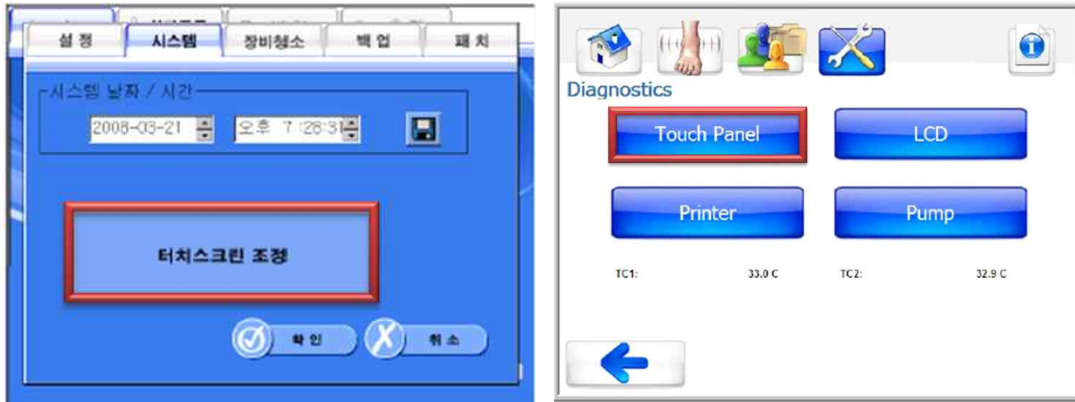 설정 시스템 장비청소 백업 패치
시스템 날짜 / 시간
2008-03-21 오후 7:28:31
터치스크린 조정
확인 취소
Diagnostics
Touch Panel LCD
Printer Pump
TC1: 33.0 C TC2: 32.9 C